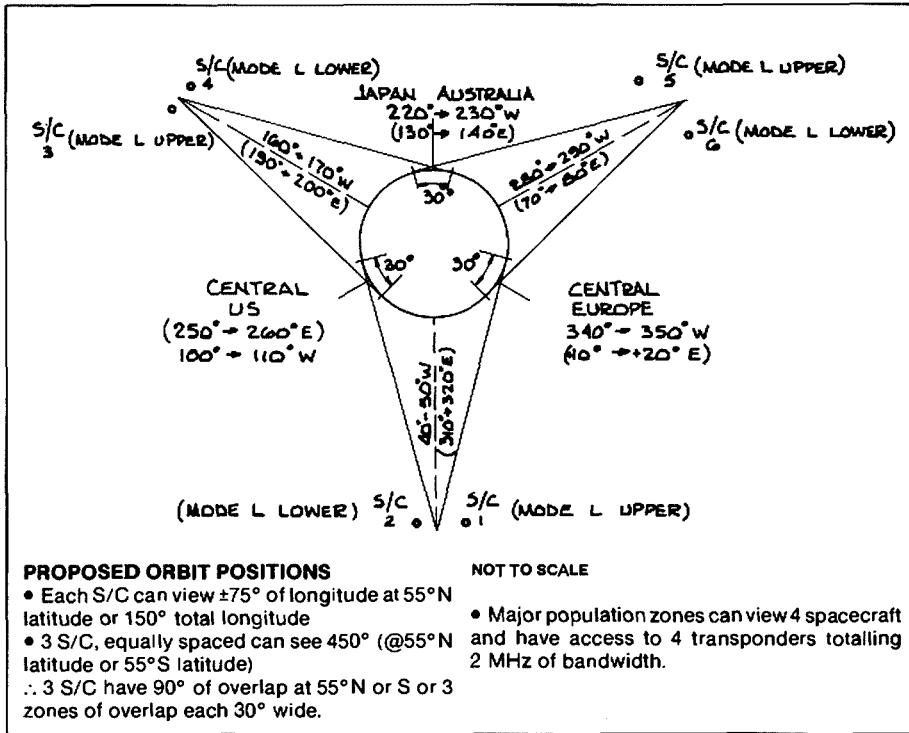 S/C (MODE L LOWER)
4
S/C (MODE L UPPER)
3
JAPAN AUSTRALIA
220° → 230° W
(130° → 140° E)
S/C (MODE L UPPER)
5
S/C (MODE L LOWER)
6
160° → 170° W
(190° → 200° E)
30°
280° → 290° W
(70° → 80° E)
30°
30°
CENTRAL
US
(250° → 260° E)
100° → 110° W
CENTRAL
EUROPE
340° → 350° W
(10° → +20° E)
40° → 50° W
(310° → 320° E)
(MODE L LOWER) S/C
2
S/C (MODE L UPPER)
1
PROPOSED ORBIT POSITIONS
• Each S/C can view ±75° of longitude at 55°N
latitude or 150° total longitude
• 3 S/C, equally spaced can see 450° (@55°N
latitude or 55°S latitude)
∴ 3 S/C have 90° of overlap at 55°N or S or 3
zones of overlap each 30° wide.
NOT TO SCALE
• Major population zones can view 4 spacecraft
and have access to 4 transponders totalling
2 MHz of bandwidth.